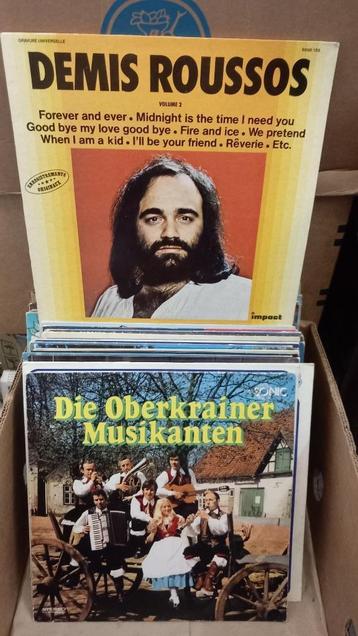 GRAVURE UNIVERSELLE
DEMIS ROUSSOS
VOLUME 2
Forever and ever • Midnight is the time I need you
Good bye my love good bye • Fire and ice • We pretend
When I am a kid • I'll be your friend • Rêverie • Etc.
ENREGISTREMENTS
ORIGINAUX
impact
SONIC
Die Oberkrainer
Musikanten